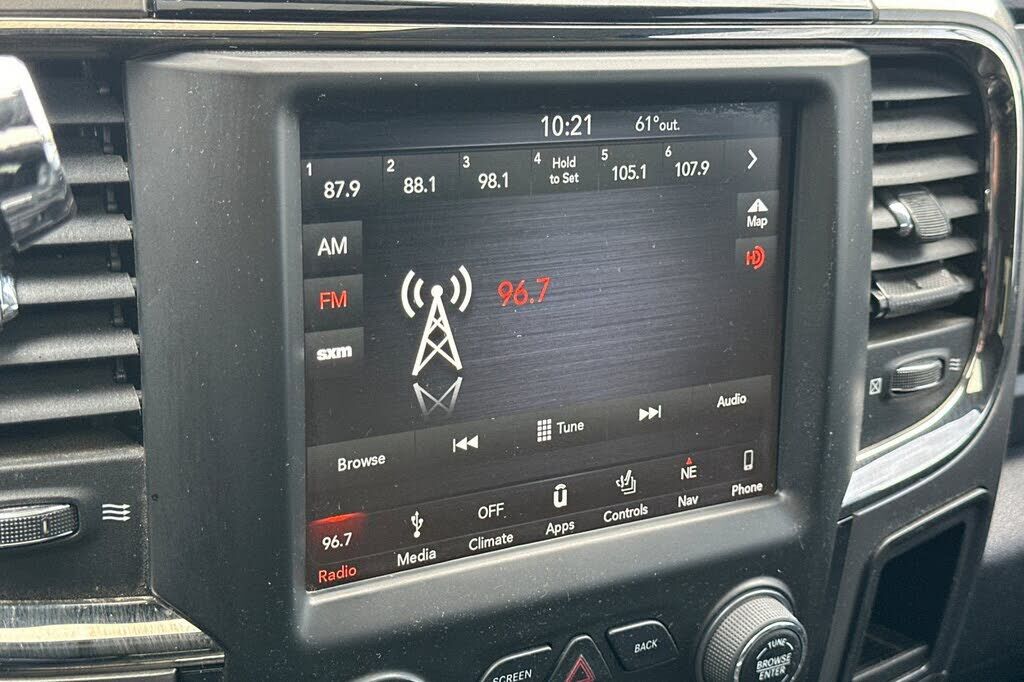 10:21 61°out.
1 87.9 2 88.1 3 98.1 4 Hold to Set 5 105.1 6 107.9
Map
AM
HD
FM 96.7
sxm
Browse Tune Audio
96.7 OFF NE
Radio Media Climate Apps Controls Nav Phone
SCREEN BACK
TUNE
BROWSE
ENTER